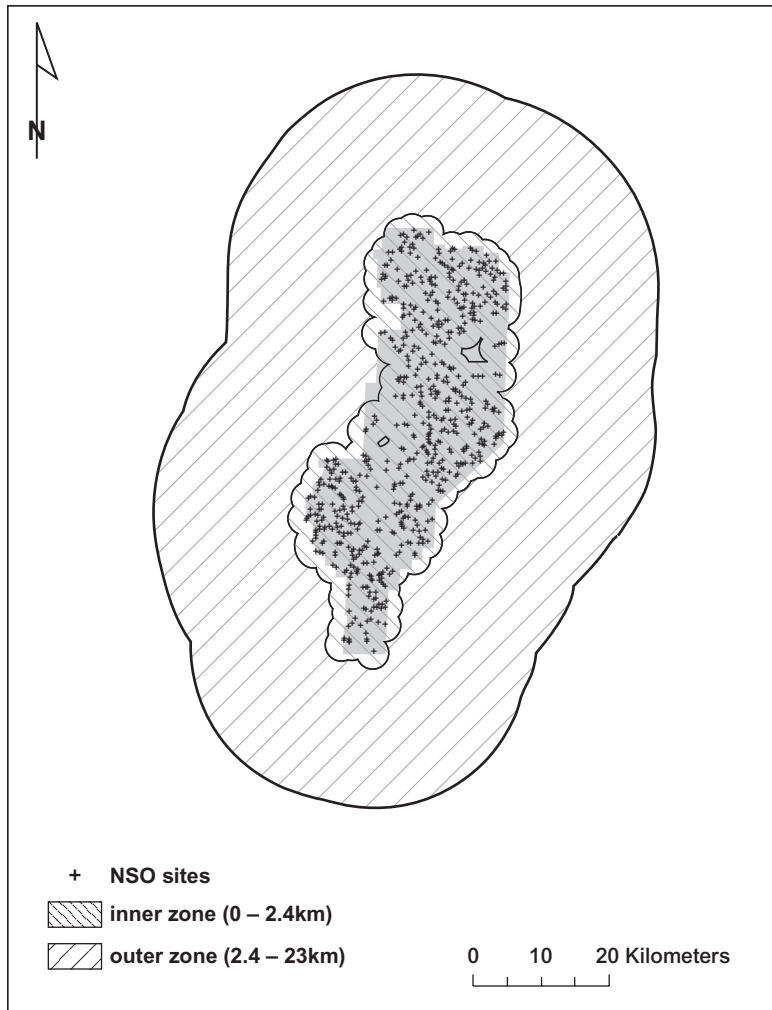 N
+ NSO sites
inner zone (0 – 2.4km)
outer zone (2.4 – 23km)
0 10 20 Kilometers